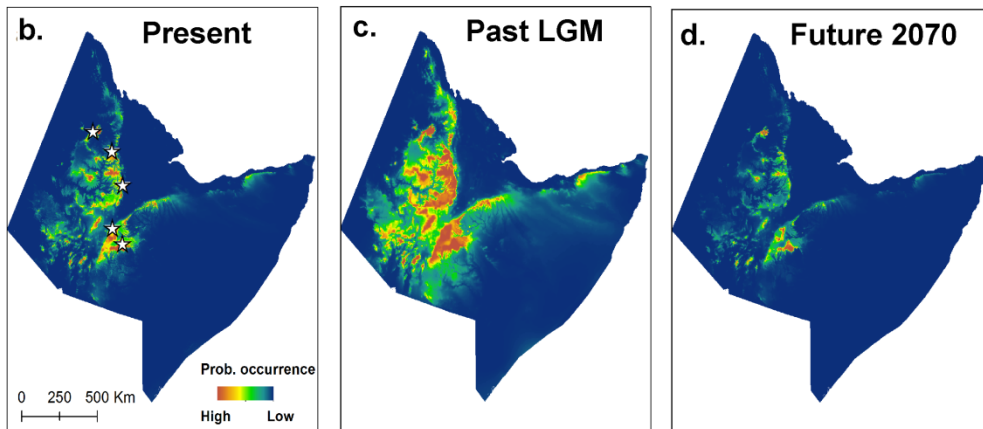 b. Present
c. Past LGM
d. Future 2070
Prob. occurrence
0 250 500 Km
High Low